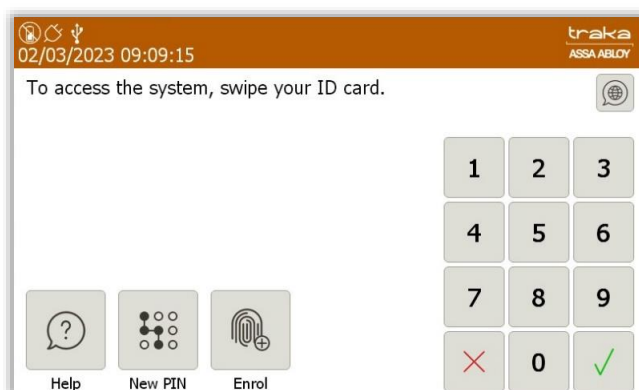 traka
02/03/2023 09:09:15
ASSA ABLOY
To access the system, swipe your ID card.
1 2 3
4 5 6
7 8 9
?
0
Help New PIN Enrol